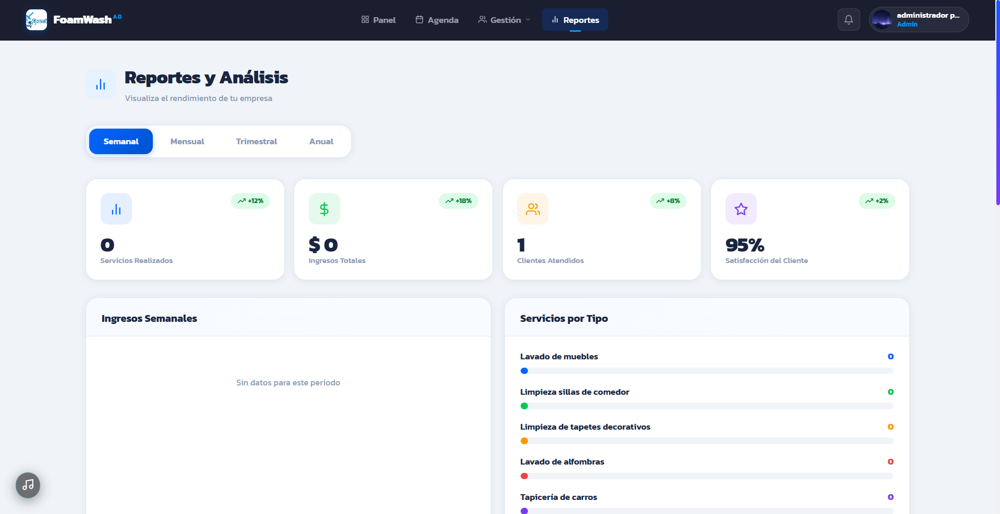 FoamWash AD
Panel
Agenda
Gestión
Reportes
administrador p...
Admin
Reportes y Análisis
Visualiza el rendimiento de tu empresa
Semanal
Mensual
Trimestral
Anual
+12%
0
Servicios Realizados
+18%
$ 0
Ingresos Totales
+8%
1
Clientes Atendidos
+2%
95%
Satisfacción del Cliente
Ingresos Semanales
Sin datos para este período
Servicios por Tipo
Lavado de muebles 0
Limpieza sillas de comedor 0
Limpieza de tapetes decorativos 0
Lavado de alfombras 0
Tapicería de carros 0